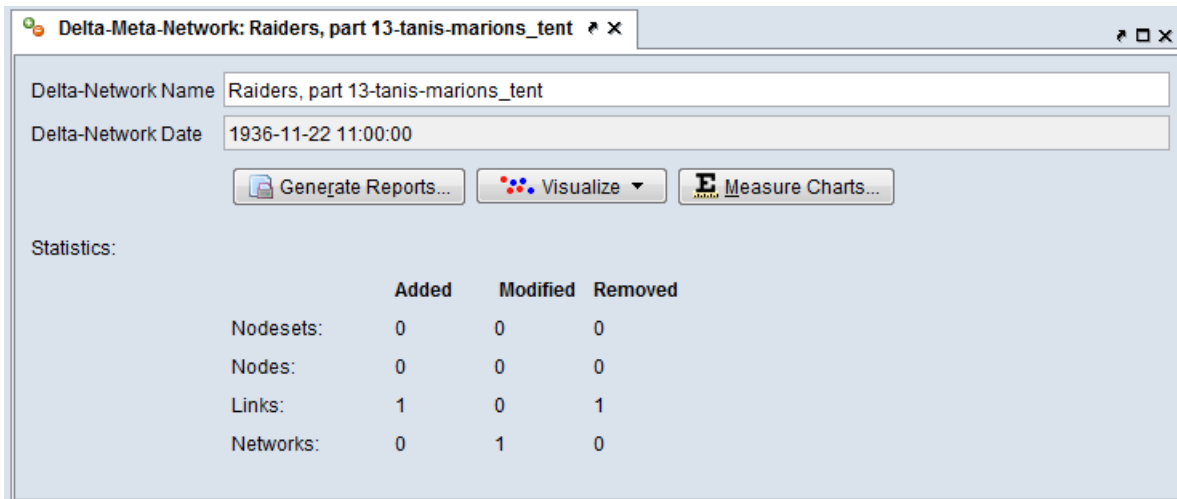 Delta-Meta-Network: Raiders, part 13-tanis-marions_tent
Delta-Network Name Raiders, part 13-tanis-marions_tent
Delta-Network Date 1936-11-22 11:00:00
Generate Reports... Visualize Measure Charts...
Statistics:
Added Modified Removed
Nodesets: 0 0 0
Nodes: 0 0 0
Links: 1 0 1
Networks: 0 1 0